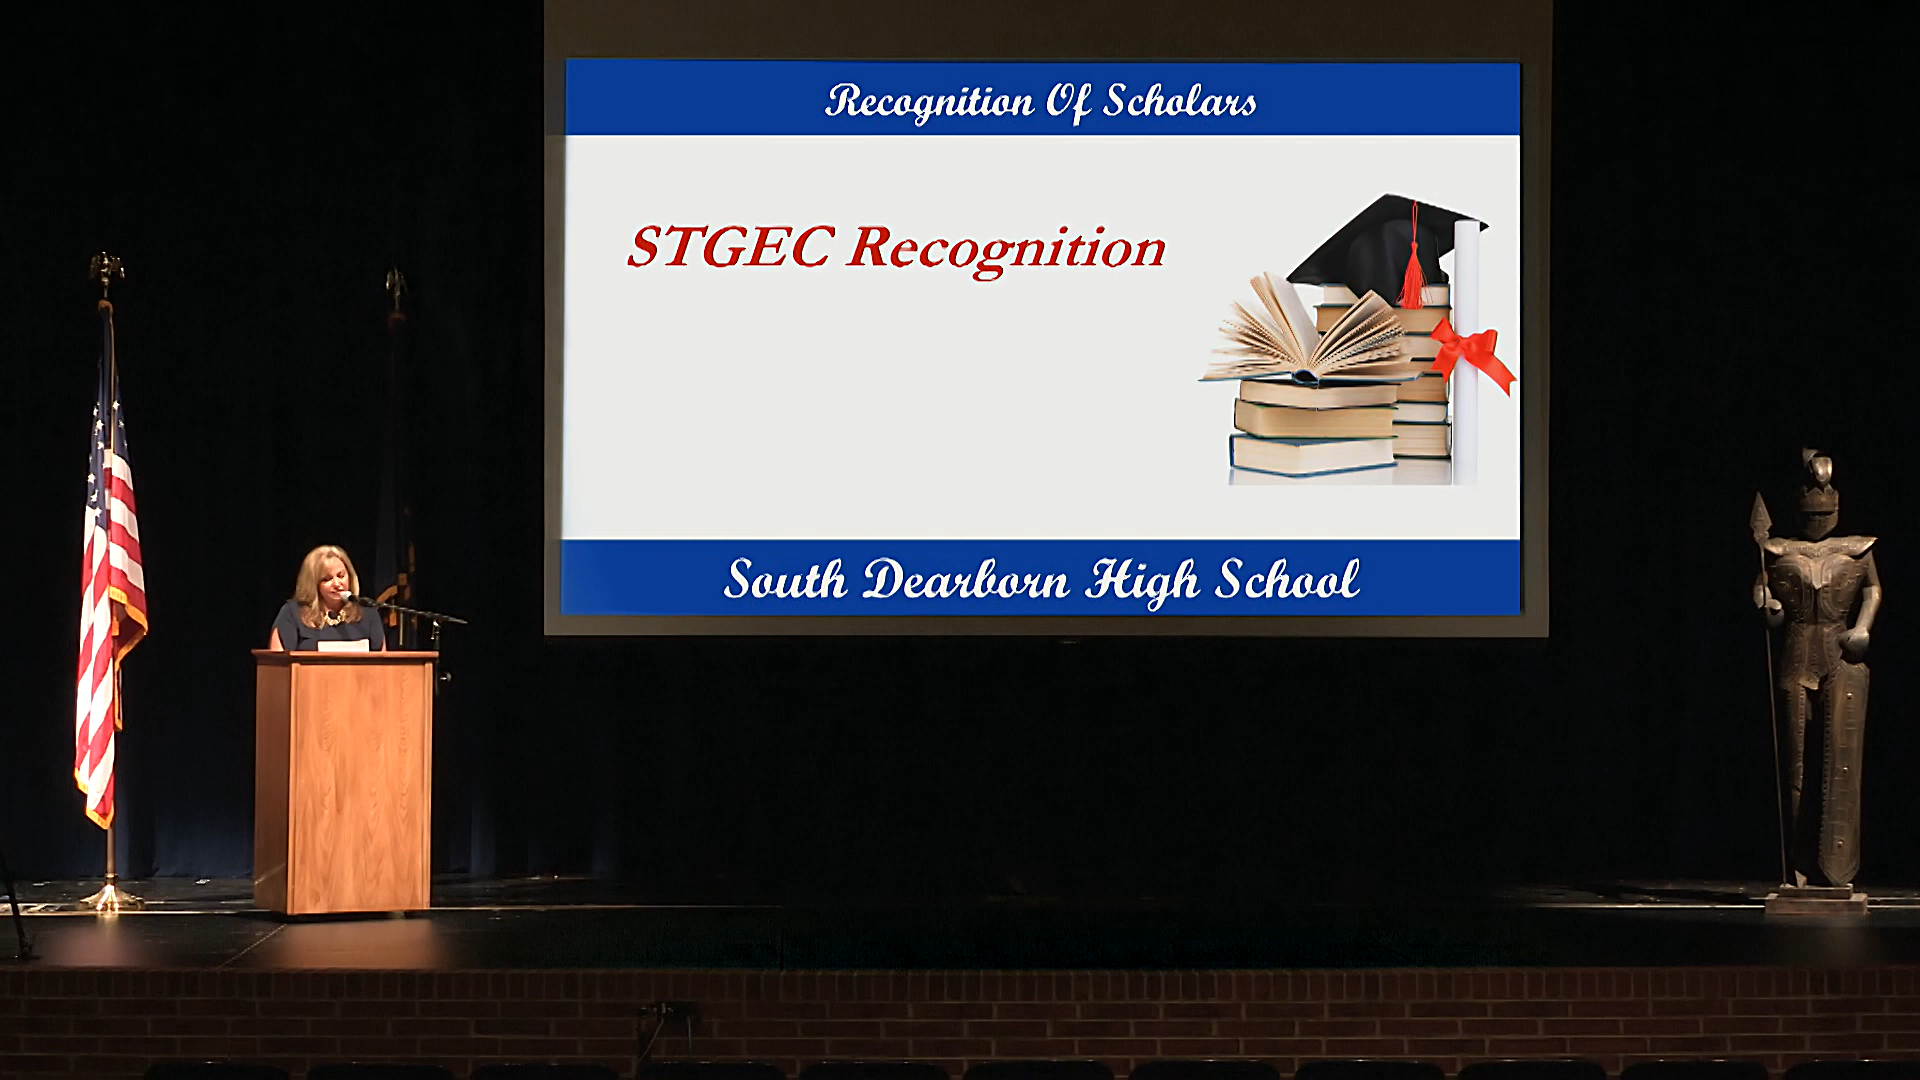 Recognition Of Scholars
STGEC Recognition
South Dearborn High School